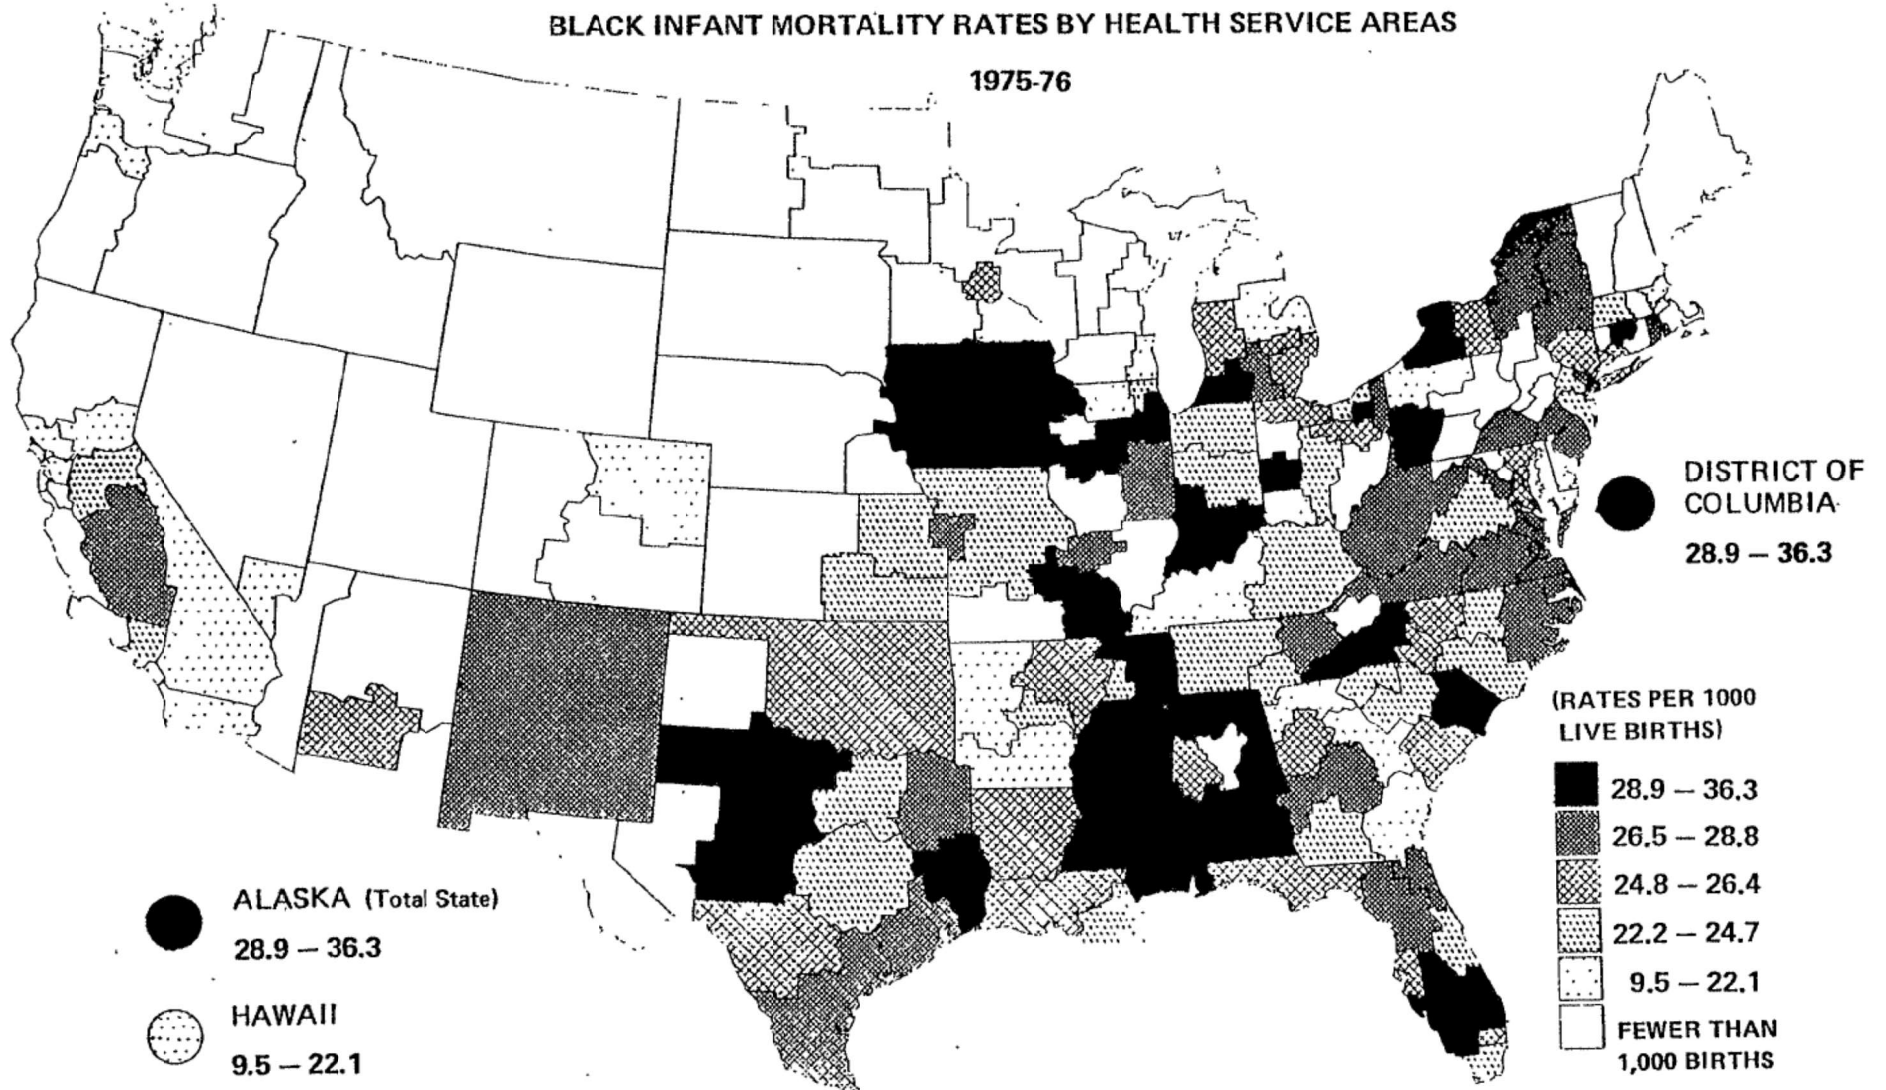 BLACK INFANT MORTALITY RATES BY HEALTH SERVICE AREAS
1975-76
DISTRICT OF
COLUMBIA
28.9 — 36.3
(RATES PER 1000
LIVE BIRTHS)
28.9 — 36.3
26.5 — 28.8
24.8 — 26.4
22.2 — 24.7
9.5 — 22.1
FEWER THAN
1,000 BIRTHS
ALASKA (Total State)
28.9 — 36.3
HAWAII
9.5 — 22.1